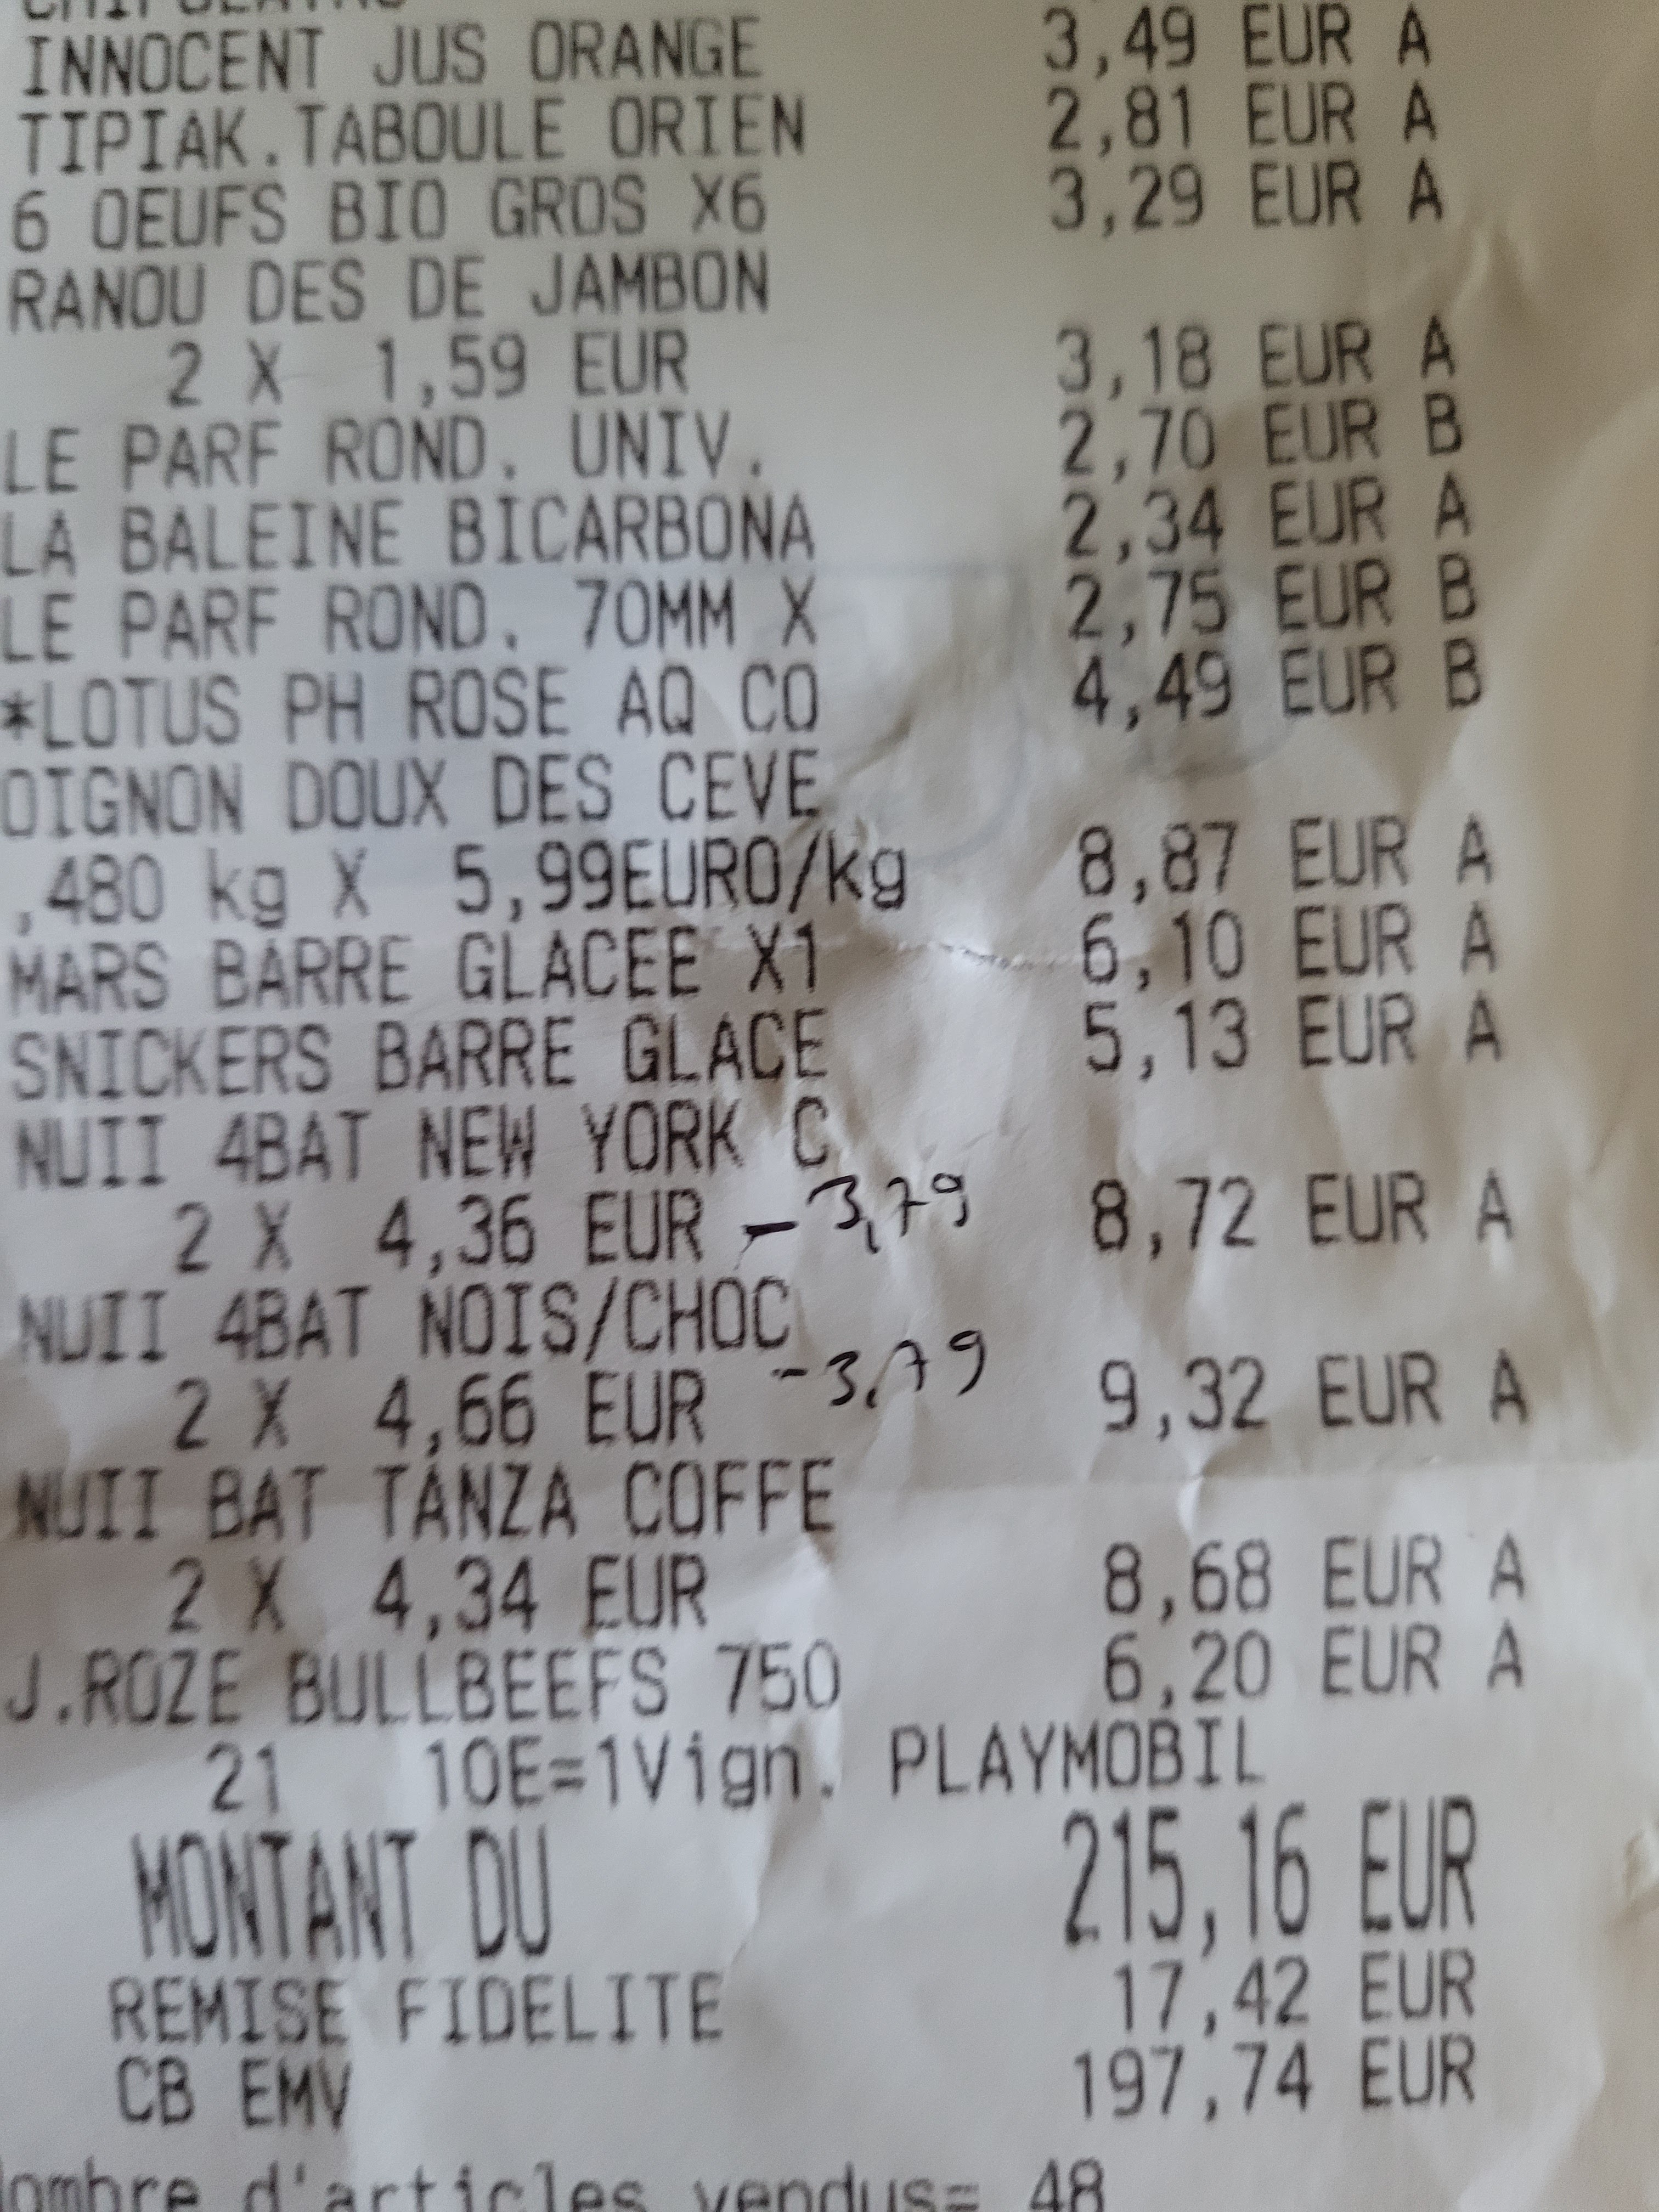 INNOCENT JUS ORANGE 3,49 EUR A
TIPIAK.TABOULE ORIEN 2,81 EUR A
6 OEUFS BIO GROS X6 3,29 EUR A
RANOU DES DE JAMBON
2 X 1,59 EUR 3,18 EUR A
LE PARF ROND. UNIV. 2,70 EUR B
LA BALEINE BICARBONA 2,34 EUR A
LE PARF ROND. 70MM X 2,75 EUR B
*LOTUS PH ROSE AQ CO 4,49 EUR B
OIGNON DOUX DES CEVE
,480 kg X 5,99EURO/kg 8,87 EUR A
MARS BARRE GLACEE X1 6,10 EUR A
SNICKERS BARRE GLACE 5,13 EUR A
NUII 4BAT NEW YORK C
2 X 4,36 EUR - 3,79 8,72 EUR A
NUII 4BAT NOIS/CHOC
2 X 4,66 EUR -3,79 9,32 EUR A
NUII BAT TANZA COFFE
2 X 4,34 EUR 8,68 EUR A
J.ROZE BULLBEEFS 750 6,20 EUR A
21 10E=1Vign. PLAYMOBIL
MONTANT DU 215,16 EUR
REMISE FIDELITE 17,42 EUR
CB EMV 197,74 EUR
ombre d'articles vendus= 48